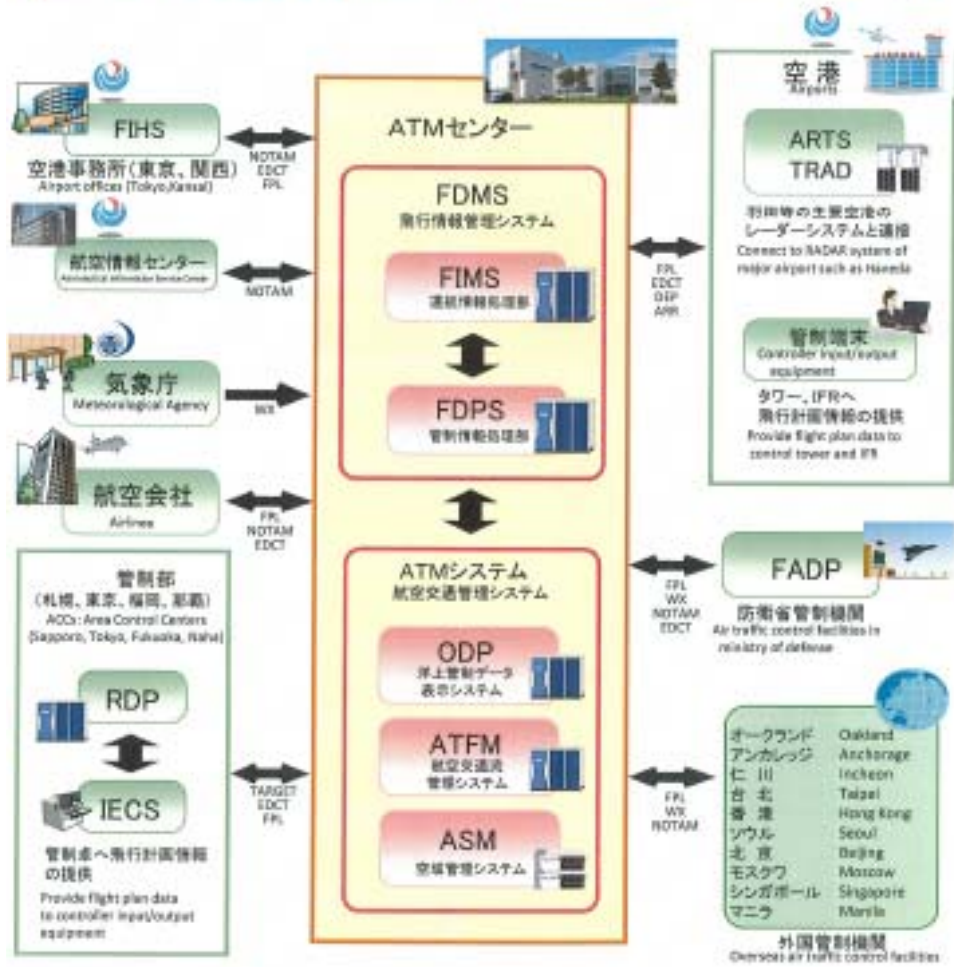 FIHS
空港事務所(東京、関西)
Airport offices (Tokyo,Kansai)
NOTAM
EDCT
FPL
航空情報センター
Aeronautical Information Service Center
NOTAM
気象庁
Meteorological Agency
WX
航空会社
Airlines
FPL
NOTAM
EDCT
管制部
(札幌、東京、福岡、那覇)
ACCs: Area Control Centers
(Sapporo, Tokyo, Fukuoka, Naha)
RDP
IECS
管制卓へ飛行計画情報
の提供
Provide flight plan data
to controller input/output
equipment
TARGET
EDCT
FPL
ATMセンター
FDMS
飛行情報管理システム
FIMS
運航情報処理部
FDPS
管制情報処理部
ATMシステム
航空交通管理システム
ODP
洋上管制データ
表示システム
ATFM
航空交通流
管理システム
ASM
空域管理システム
空港
Airports
ARTS
TRAD
羽田等の主要空港の
レーダーシステムと連接
Connect to RADAR system of
major airport such as Haneda
FPL
EDCT
DEP
ARR
管制端末
Controller input/output
equipment
タワー、IFRへ
飛行計画情報の提供
Provide flight plan data to
control tower and IFR
FADP
防衛省管制機関
Air traffic control facilities in
ministry of defense
FPL
WX
NOTAM
EDCT
FPL
WX
NOTAM
オークランド Oakland
アンカレッジ Anchorage
仁川 Incheon
台北 Taipei
香港 Hong Kong
ソウル Seoul
北京 Beijing
モスクワ Moscow
シンガポール Singapore
マニラ Manila
外国管制機関
Overseas air traffic control facilities